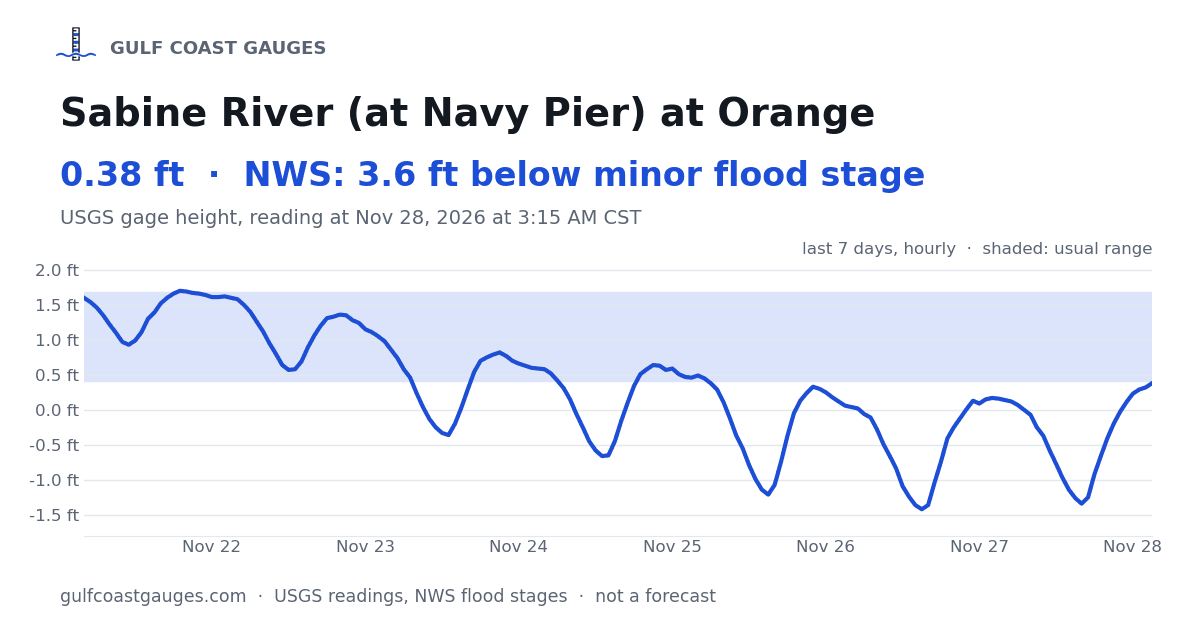 GULF COAST GAUGES
Sabine River (at Navy Pier) at Orange
0.38 ft · NWS: 3.6 ft below minor flood stage
USGS gage height, reading at Nov 28, 2026 at 3:15 AM CST
last 7 days, hourly · shaded: usual range
2.0 ft
1.5 ft
1.0 ft
0.5 ft
0.0 ft
-0.5 ft
-1.0 ft
-1.5 ft
Nov 22 Nov 23 Nov 24 Nov 25 Nov 26 Nov 27 Nov 28
gulfcoastgauges.com · USGS readings, NWS flood stages · not a forecast